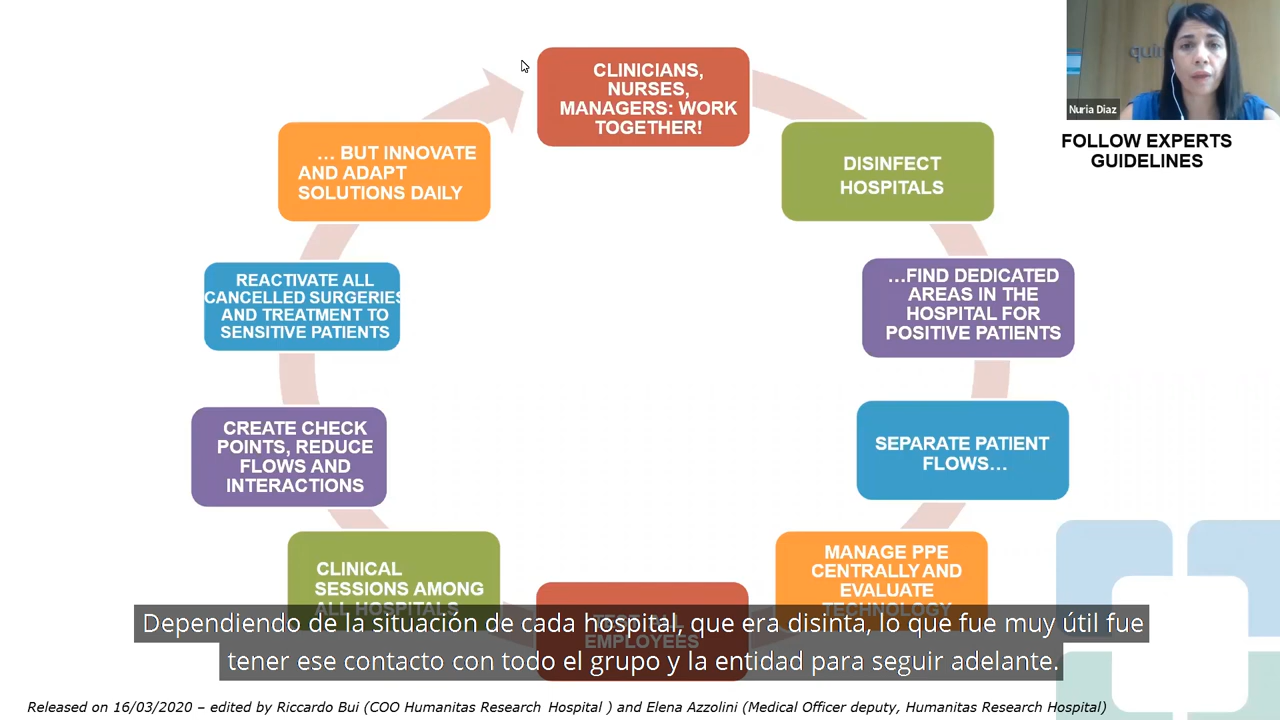 CLINICIANS,
NURSES,
MANAGERS: WORK
TOGETHER!
DISINFECT
HOSPITALS
…FIND DEDICATED
AREAS IN THE
HOSPITAL FOR
POSITIVE PATIENTS
SEPARATE PATIENT
FLOWS…
MANAGE PPE
CENTRALLY AND
EVALUATE
TECHNOLOGY
EMPLOYEES
CLINICAL
SESSIONS AMONG
ALL HOSPITALS
CREATE CHECK
POINTS, REDUCE
FLOWS AND
INTERACTIONS
REACTIVATE ALL
CANCELLED SURGERIES
AND TREATMENT TO
SENSITIVE PATIENTS
… BUT INNOVATE
AND ADAPT
SOLUTIONS DAILY
Nuria Diaz
FOLLOW EXPERTS
GUIDELINES
Dependiendo de la situación de cada hospital, que era disinta, lo que fue muy útil fue
tener ese contacto con todo el grupo y la entidad para seguir adelante.
Released on 16/03/2020 – edited by Riccardo Bui (COO Humanitas Research Hospital ) and Elena Azzolini (Medical Officer deputy, Humanitas Research Hospital)